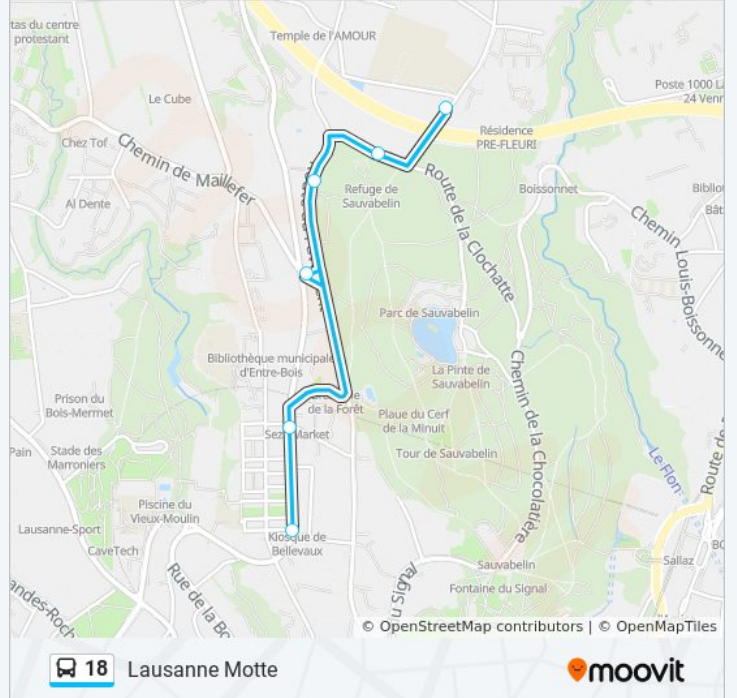 tas du centre
protestant
Temple de l'AMOUR
Le Cube
Poste 1000 La
24 Venn
Résidence
PRE-FLEURI
Chez Tof
Chemin de Maillefer
Route de la Clochatte
Refuge de
Sauvabelin
Boissonnet
Al Dente
Chemin Louis-Boissonne
Parc de Sauvabelin
Bibliothèque municipale
d'Entre-Bois
La Pinte de
Sauvabelin
Chemin de la Chocolatière
Prison du
Bois-Mermet
de la Forêt
Plaue du Cerf
de la Minuit
Market
Pain
Stade des
Marroniers
Tour de Sauvabelin
Le Flon
Route de
Piscine du
Vieux-Moulin
Lausanne-Sport
CaveTech
Kiosque de
Bellevaux
Sallaz
Sauvabelin
Fontaine du Signal
andes-Roch
Rue de la Bo
u Signal
© OpenStreetMap contributors | © OpenMapTiles
18 Lausanne Motte
moovit